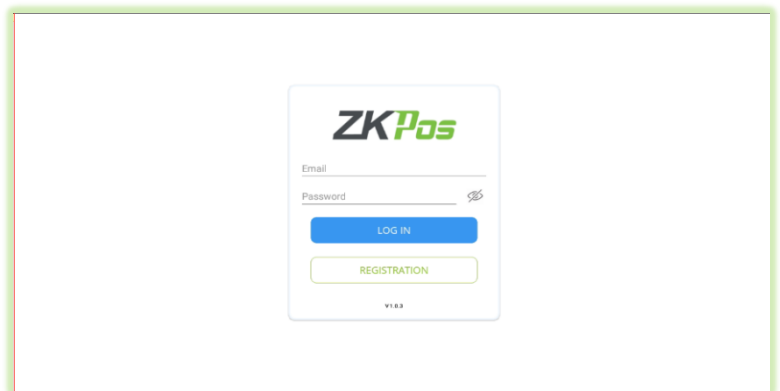 ZKPos
Email
Password
LOG IN
REGISTRATION
V1.0.3